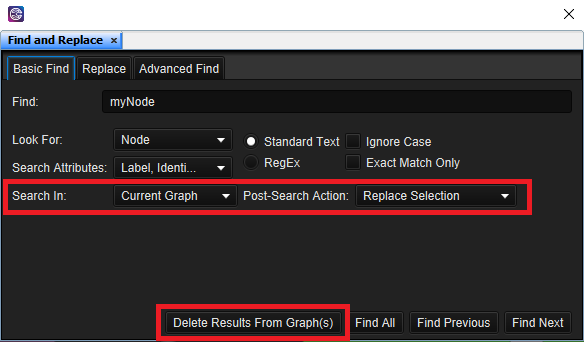 Find and Replace ×
Basic Find Replace Advanced Find
Find: myNode
Look For: Node Standard Text Ignore Case
Search Attributes: Label, Identi... RegEx Exact Match Only
Search In: Current Graph Post-Search Action: Replace Selection
Delete Results From Graph(s) Find All Find Previous Find Next